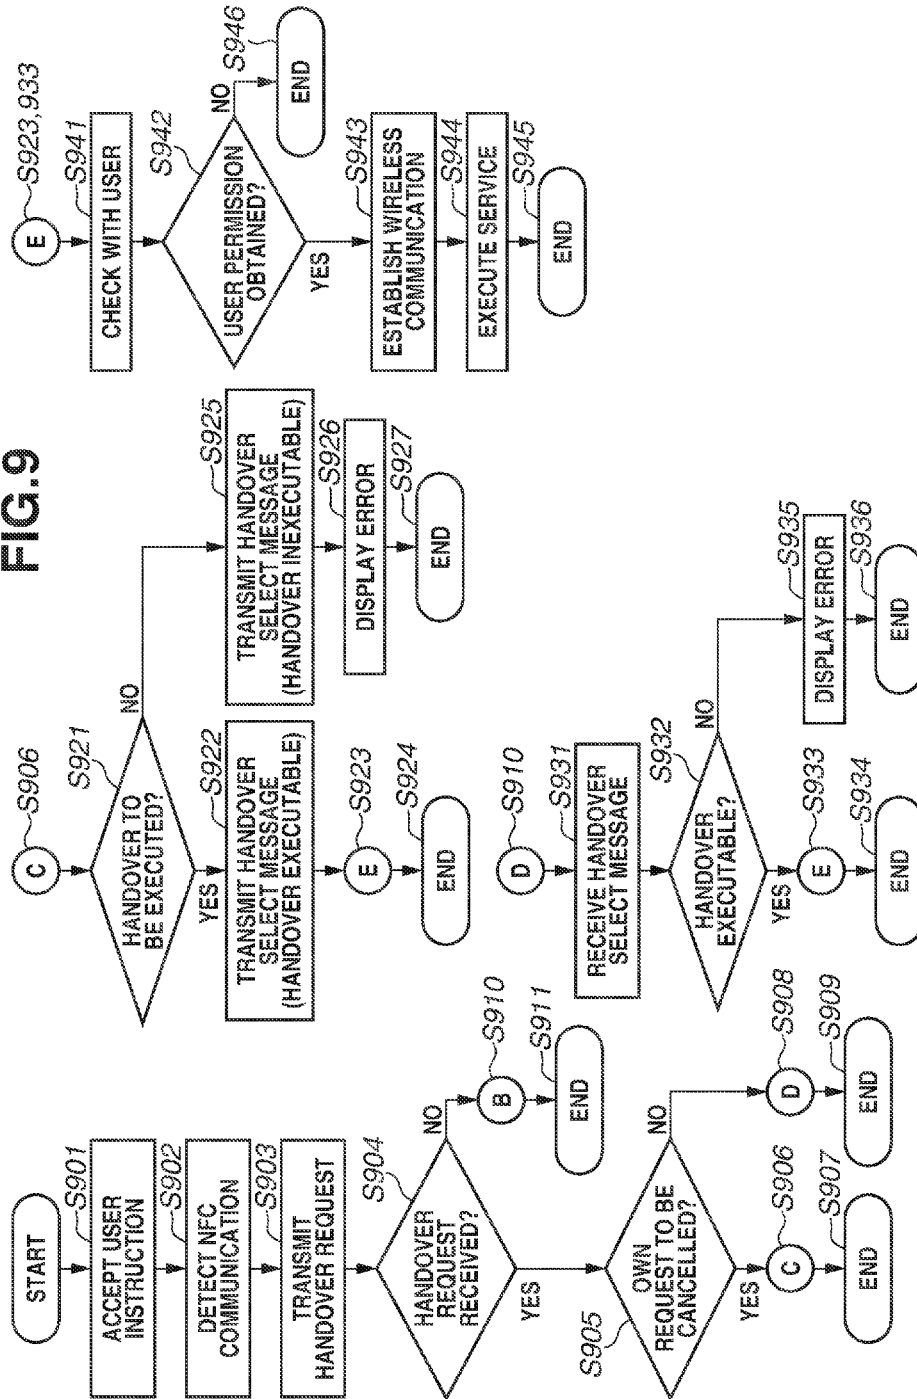 FIG.9
START
S901
ACCEPT USER
INSTRUCTION
S902
DETECT NFC
COMMUNICATION
S903
TRANSMIT
HANDOVER REQUEST
S904
HANDOVER
REQUEST
RECEIVED?
NO
S910
B
S911
END
YES
S905
OWN
REQUEST TO BE
CANCELLED?
NO
S908
D
S909
END
YES
S906
C
S907
END
C
S906
S921
HANDOVER TO
BE EXECUTED?
NO
YES
S922
TRANSMIT HANDOVER
SELECT MESSAGE
(HANDOVER EXECUTABLE)
S923
E
S924
END
S925
TRANSMIT HANDOVER
SELECT MESSAGE
(HANDOVER INEXECUTABLE)
S926
DISPLAY ERROR
S927
END
D
S910
S931
RECEIVE HANDOVER
SELECT MESSAGE
S932
HANDOVER
EXECUTABLE?
NO
YES
S933
E
S934
END
S935
DISPLAY ERROR
S936
END
E
S923,933
S941
CHECK WITH USER
S942
USER PERMISSION
OBTAINED?
NO
S946
END
YES
S943
ESTABLISH WIRELESS
COMMUNICATION
S944
EXECUTE SERVICE
S945
END